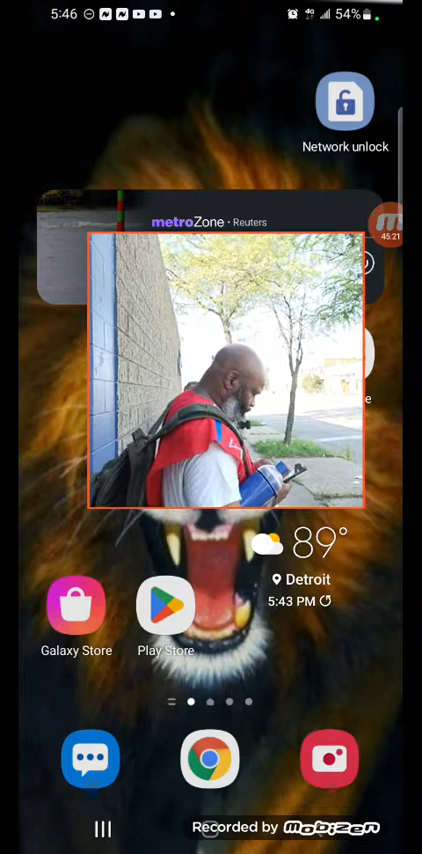 5:46
4G
54%
Network unlock
metroZone • Reuters
45:21
e
89°
Detroit
5:43 PM
Galaxy Store
Play Store
Recorded by mobizen